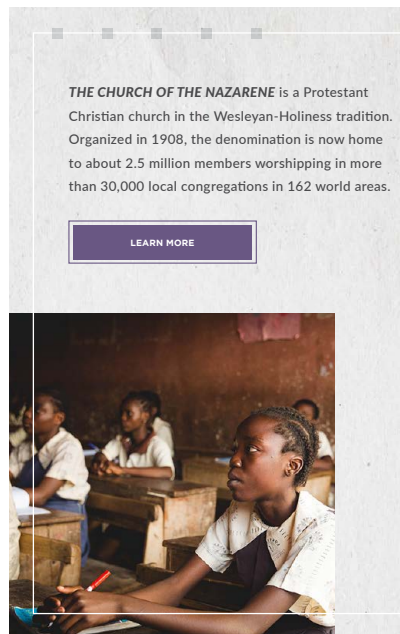 THE CHURCH OF THE NAZARENE is a Protestant
Christian church in the Wesleyan-Holiness tradition.
Organized in 1908, the denomination is now home
to about 2.5 million members worshipping in more
than 30,000 local congregations in 162 world areas.
LEARN MORE